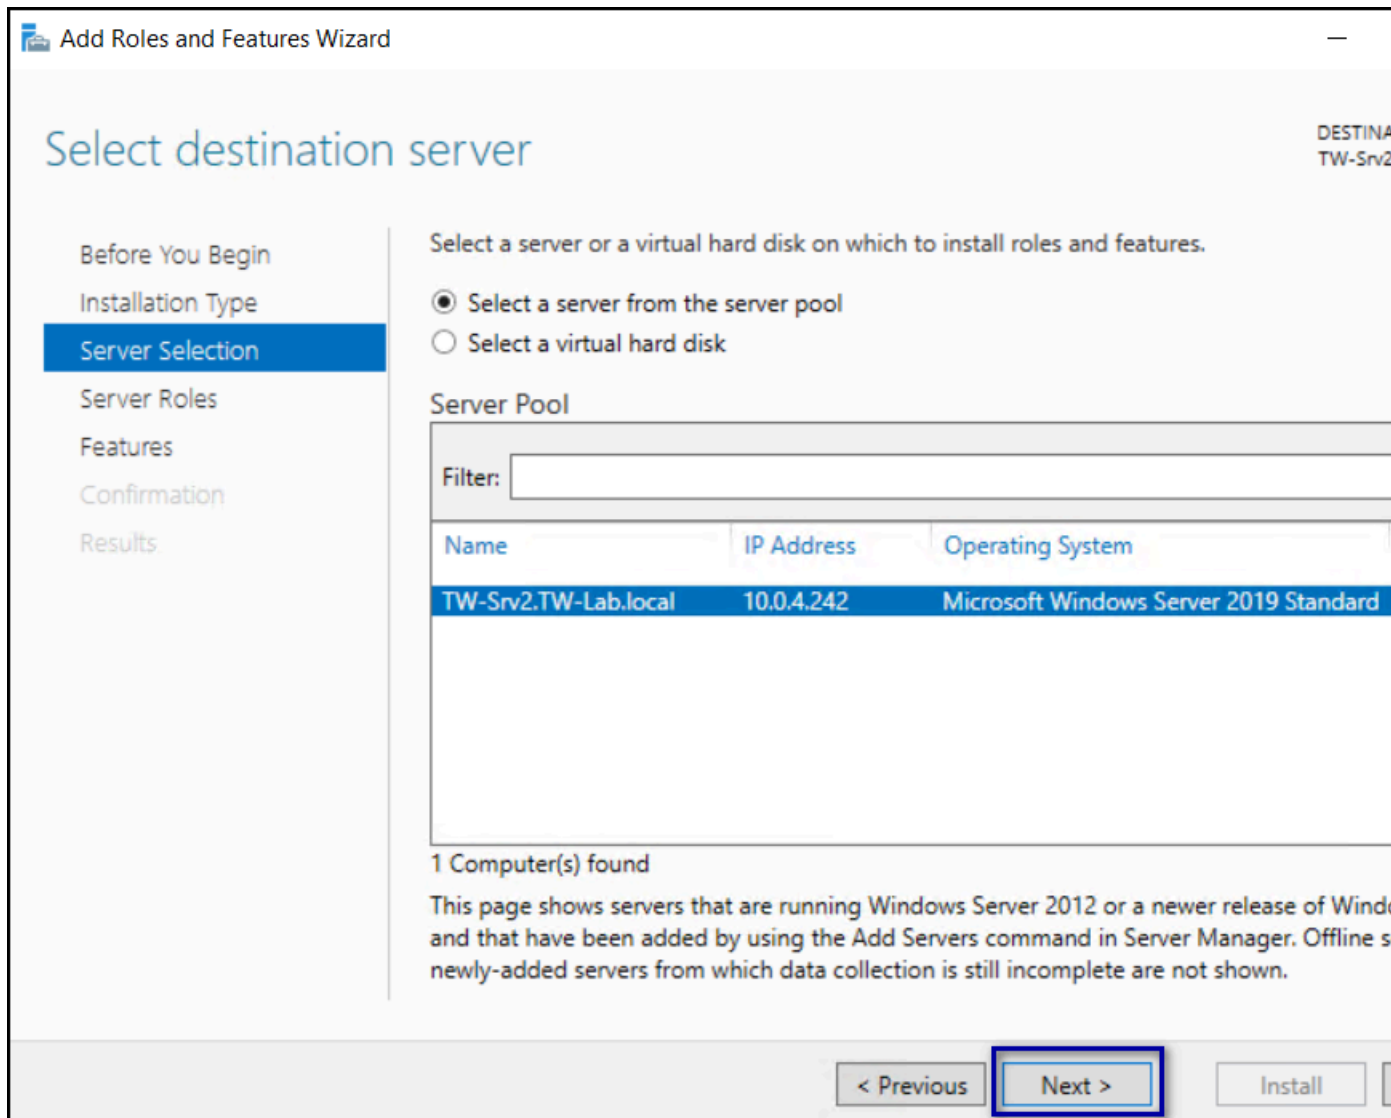 Add Roles and Features Wizard
Select destination server
DESTINA
TW-Srv2
Before You Begin
Installation Type
Server Selection
Server Roles
Features
Confirmation
Results
Select a server or a virtual hard disk on which to install roles and features.
Select a server from the server pool
Select a virtual hard disk
Server Pool
Filter:
Name IP Address Operating System
TW-Srv2.TW-Lab.local 10.0.4.242 Microsoft Windows Server 2019 Standard
1 Computer(s) found
This page shows servers that are running Windows Server 2012 or a newer release of Wind
and that have been added by using the Add Servers command in Server Manager. Offline s
newly-added servers from which data collection is still incomplete are not shown.
< Previous Next > Install